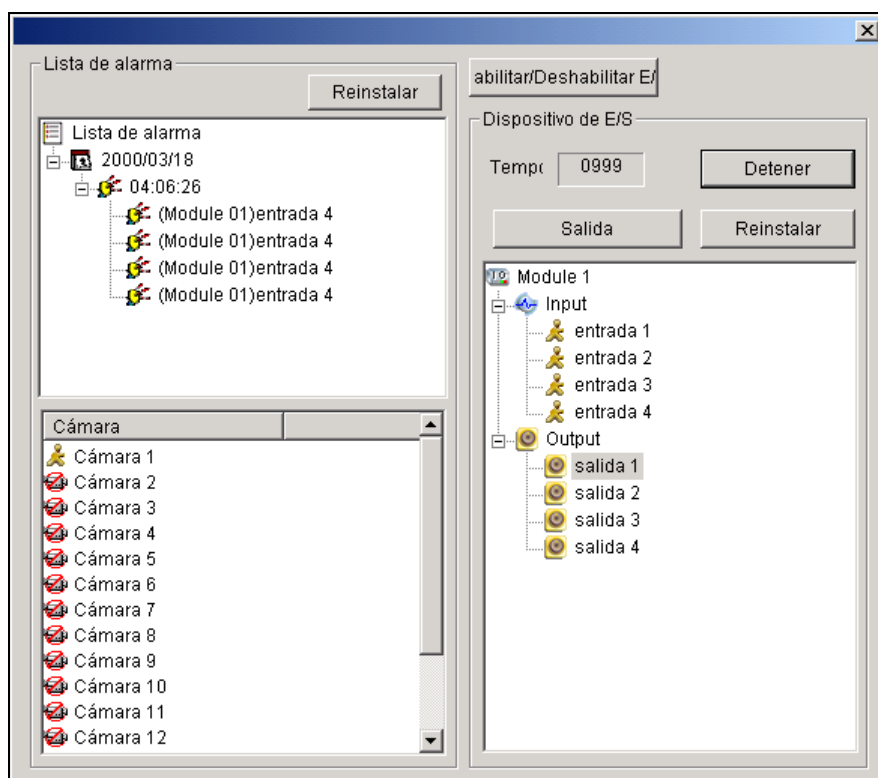 Lista de alarma
Reinstalar
Lista de alarma
2000/03/18
04:06:26
(Module 01)entrada 4
(Module 01)entrada 4
(Module 01)entrada 4
(Module 01)entrada 4
Cámara
Cámara 1
Cámara 2
Cámara 3
Cámara 4
Cámara 5
Cámara 6
Cámara 7
Cámara 8
Cámara 9
Cámara 10
Cámara 11
Cámara 12
abilitar/Deshabilitar E/
Dispositivo de E/S
Tempo 0999 Detener
Salida Reinstalar
Module 1
Input
entrada 1
entrada 2
entrada 3
entrada 4
Output
salida 1
salida 2
salida 3
salida 4